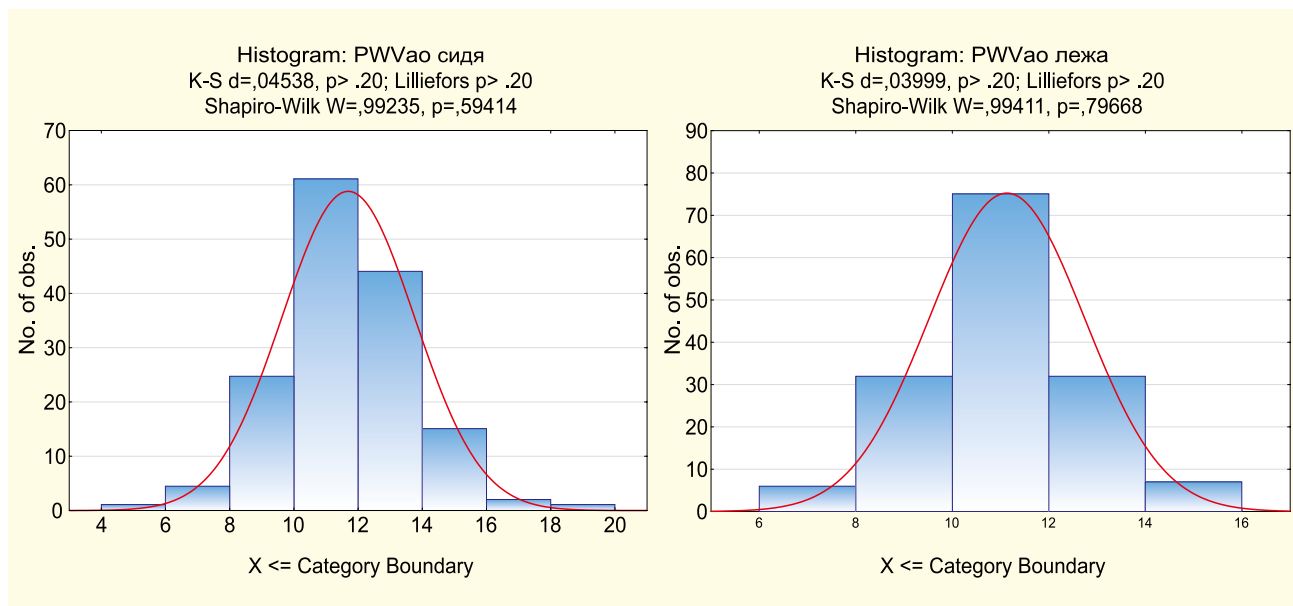 Histogram: PWVao сидя
K-S d=,04538, p> .20; Lilliefors p> .20
Shapiro-Wilk W=,99235, p=,59414
70
60
50
40
30
20
10
0
No. of obs.
4 6 8 10 12 14 16 18 20
X <= Category Boundary
Histogram: PWVao лежа
K-S d=,03999, p> .20; Lilliefors p> .20
Shapiro-Wilk W=,99411, p=,79668
90
80
70
60
50
40
30
20
10
0
No. of obs.
6 8 10 12 14 16
X <= Category Boundary